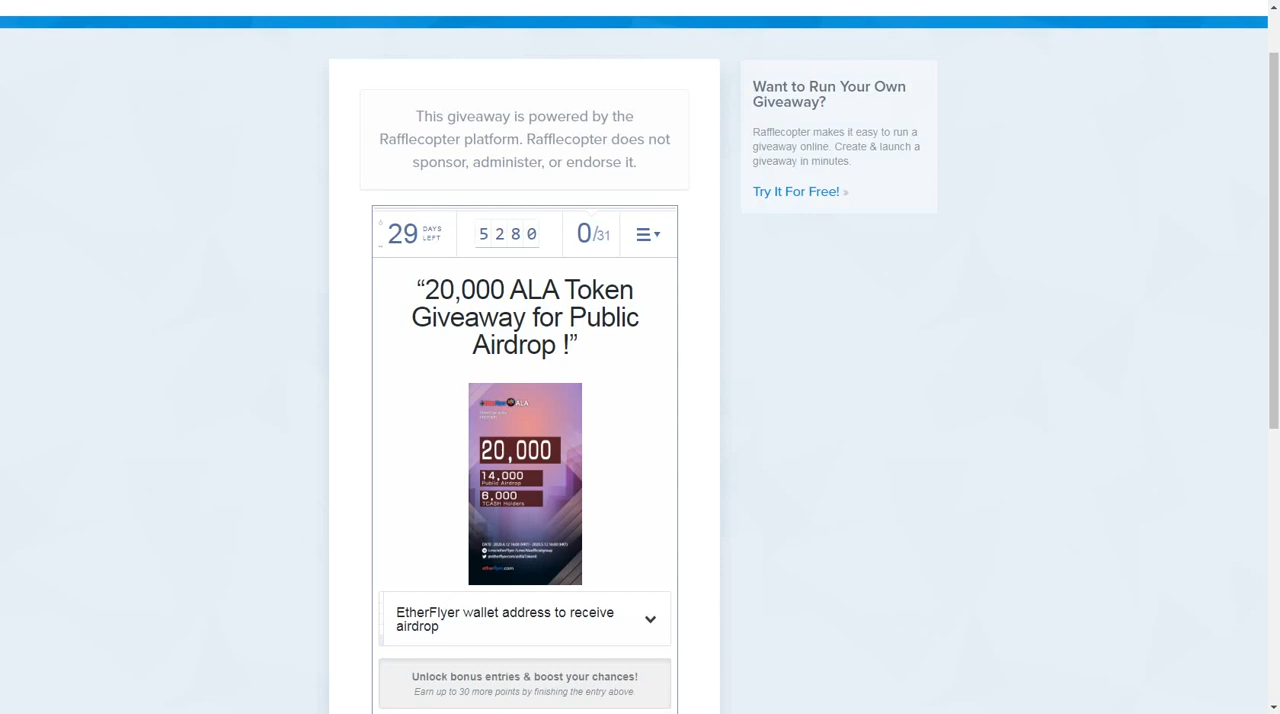 This giveaway is powered by the
Rafflecopter platform. Rafflecopter does not
sponsor, administer, or endorse it.
Want to Run Your Own
Giveaway?
Rafflecopter makes it easy to run a
giveaway online. Create & launch a
giveaway in minutes.
Try It For Free! »
29 DAYS LEFT
5280
0/31
“20,000 ALA Token
Giveaway for Public
Airdrop !”
ALA
20,000
14,000
Public Airdrop
6,000
TCASH Holders
etherflyer.com
EtherFlyer wallet address to receive
airdrop
Unlock bonus entries & boost your chances!
Earn up to 30 more points by finishing the entry above.